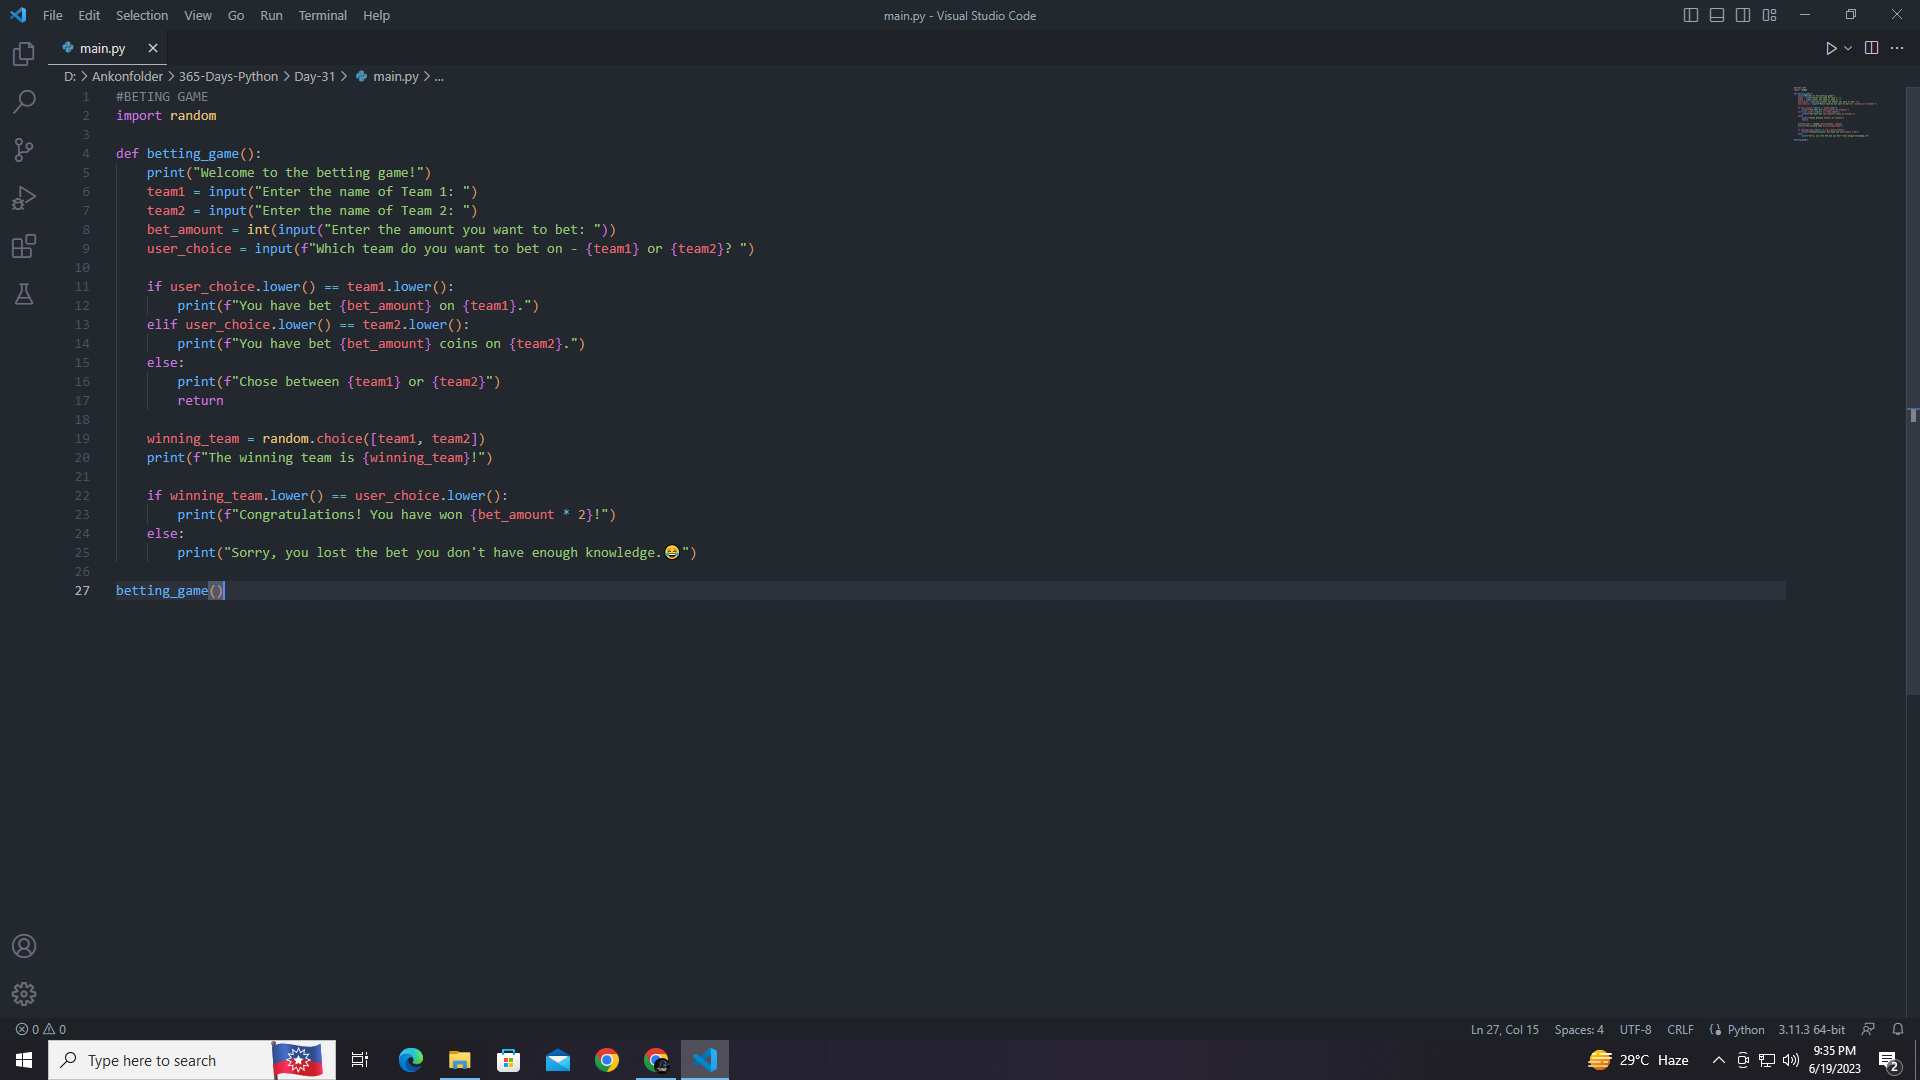 File Edit Selection View Go Run Terminal Help
main.py - Visual Studio Code
main.py
D: > Ankonfolder > 365-Days-Python > Day-31 > main.py > ...
1 #BETING GAME
2 import random
3
4 def betting_game():
5     print("Welcome to the betting game!")
6     team1 = input("Enter the name of Team 1: ")
7     team2 = input("Enter the name of Team 2: ")
8     bet_amount = int(input("Enter the amount you want to bet: "))
9     user_choice = input(f"Which team do you want to bet on - {team1} or {team2}? ")
10
11     if user_choice.lower() == team1.lower():
12         print(f"You have bet {bet_amount} on {team1}.")
13     elif user_choice.lower() == team2.lower():
14         print(f"You have bet {bet_amount} coins on {team2}.")
15     else:
16         print(f"Chose between {team1} or {team2}")
17         return
18
19     winning_team = random.choice([team1, team2])
20     print(f"The winning team is {winning_team}!")
21
22     if winning_team.lower() == user_choice.lower():
23         print(f"Congratulations! You have won {bet_amount * 2}!")
24     else:
25         print("Sorry, you lost the bet you don't have enough knowledge.😂")
26
27 betting_game()
0 0
Ln 27, Col 15 Spaces: 4 UTF-8 CRLF Python 3.11.3 64-bit
Type here to search
29°C Haze
9:35 PM
6/19/2023
2